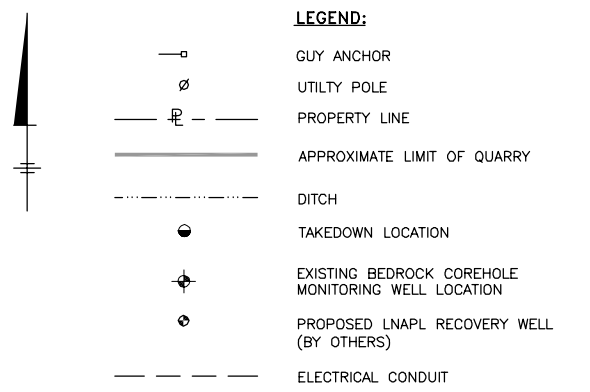 LEGEND:
GUY ANCHOR
UTILTY POLE
PL
PROPERTY LINE
APPROXIMATE LIMIT OF QUARRY
DITCH
TAKEDOWN LOCATION
EXISTING BEDROCK COREHOLE
MONITORING WELL LOCATION
PROPOSED LNAPL RECOVERY WELL
(BY OTHERS)
ELECTRICAL CONDUIT